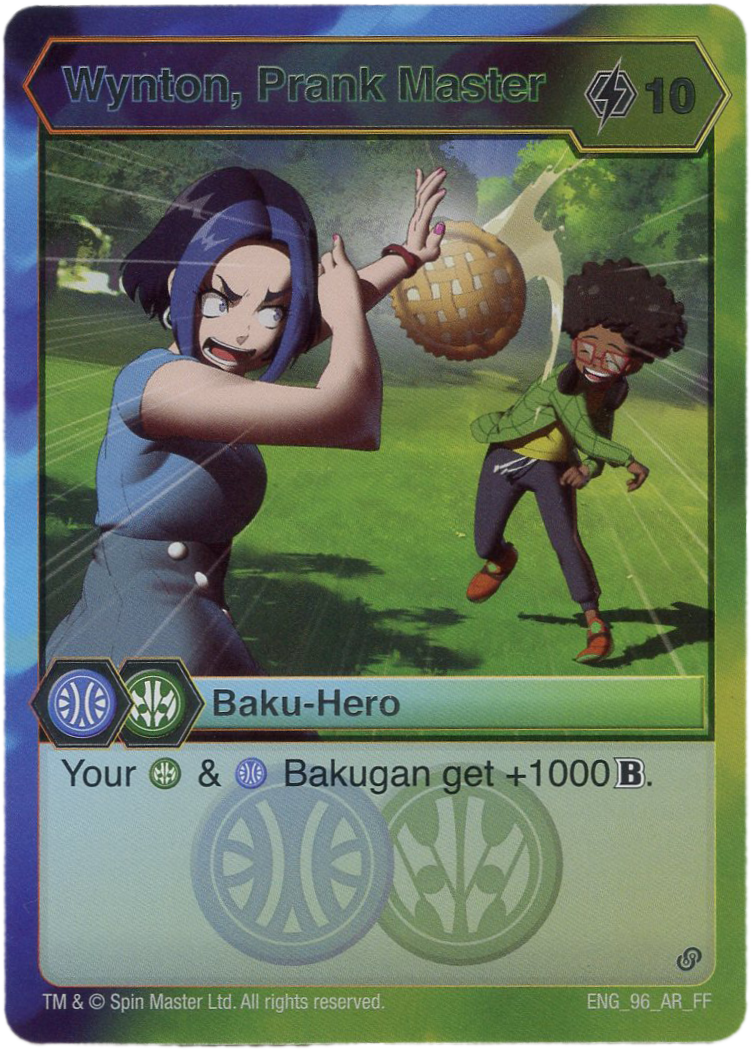 Wynton, Prank Master 10
Baku-Hero
Your & Bakugan get +1000B.
TM & © Spin Master Ltd. All rights reserved. ENG_96_AR_FF